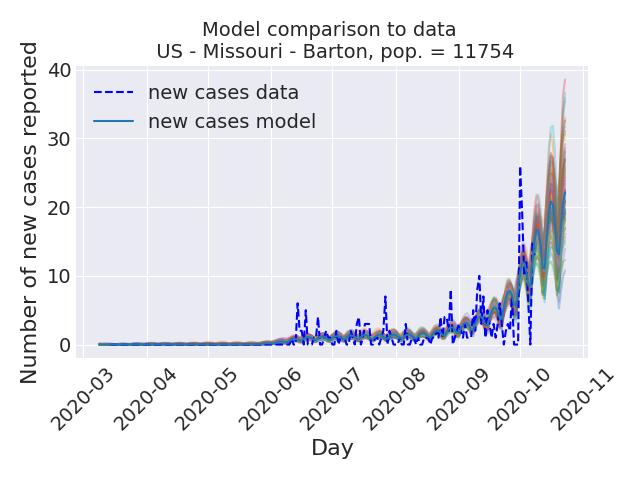 Model comparison to data
US - Missouri - Barton, pop. = 11754
Number of new cases reported
40
30
20
10
0
new cases data
new cases model
2020-03
2020-04
2020-05
2020-06
2020-07
2020-08
2020-09
2020-10
2020-11
Day